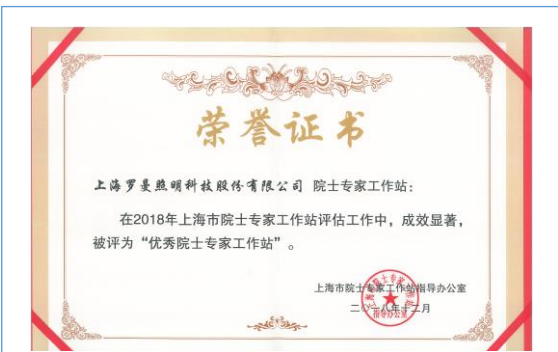 荣誉证书
上海罗曼照明科技股份有限公司 院士专家工作站：
在2018年上海市院士专家工作站评估工作中，成效显著，
被评为“优秀院士专家工作站”。
上海市院士专家工作站指导办公室
二〇一八年十二月